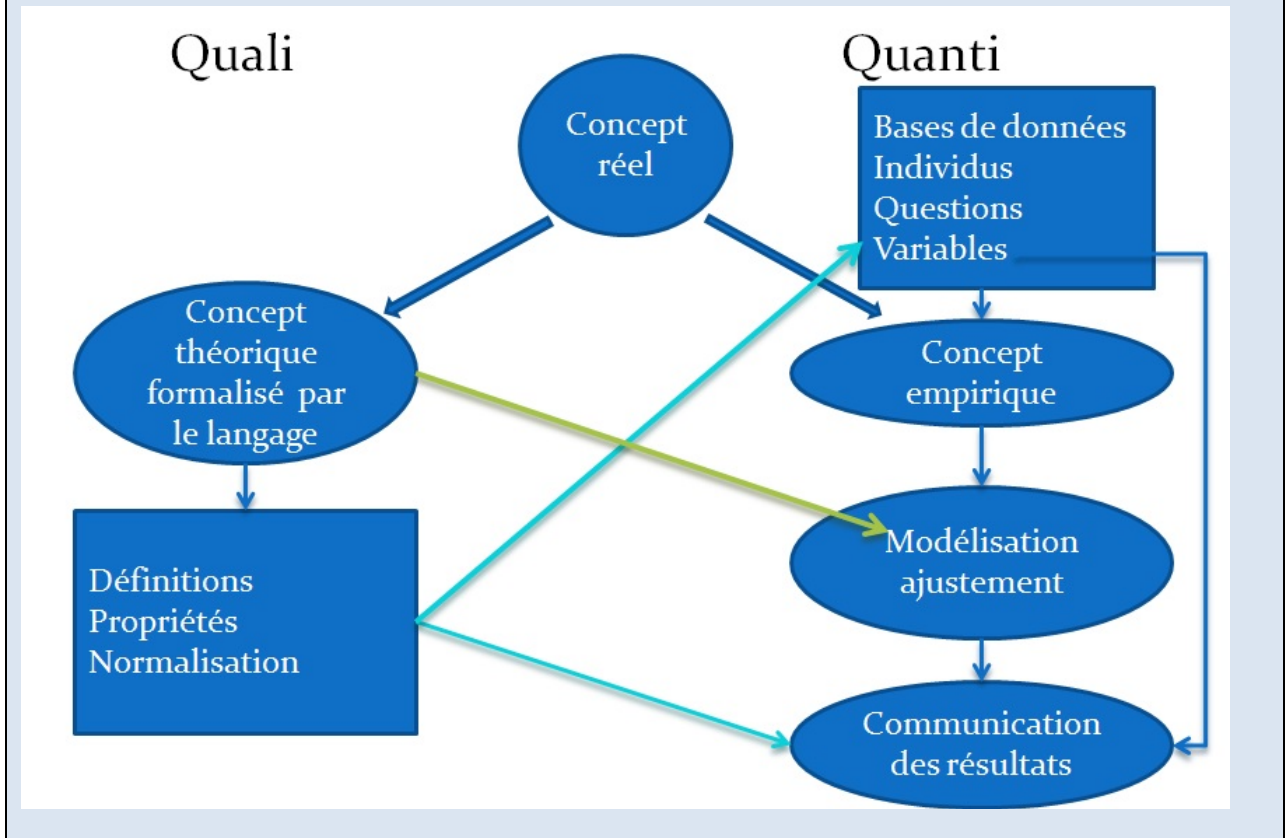 Quali
Quanti
Concept
réel
Bases de données
Individus
Questions
Variables
Concept
théorique
formalisé par
le langage
Concept
empirique
Définitions
Propriétés
Normalisation
Modélisation
ajustement
Communication
des résultats